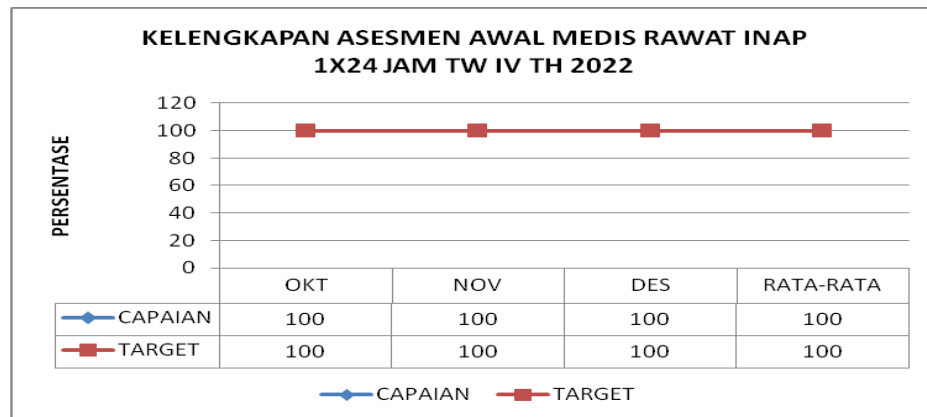 KELENGKAPAN ASESMEN AWAL MEDIS RAWAT INAP
1X24 JAM TW IV TH 2022
PERSENTASE
120
100
80
60
40
20
0
OKT NOV DES RATA-RATA
CAPAIAN 100 100 100 100
TARGET 100 100 100 100
CAPAIAN TARGET